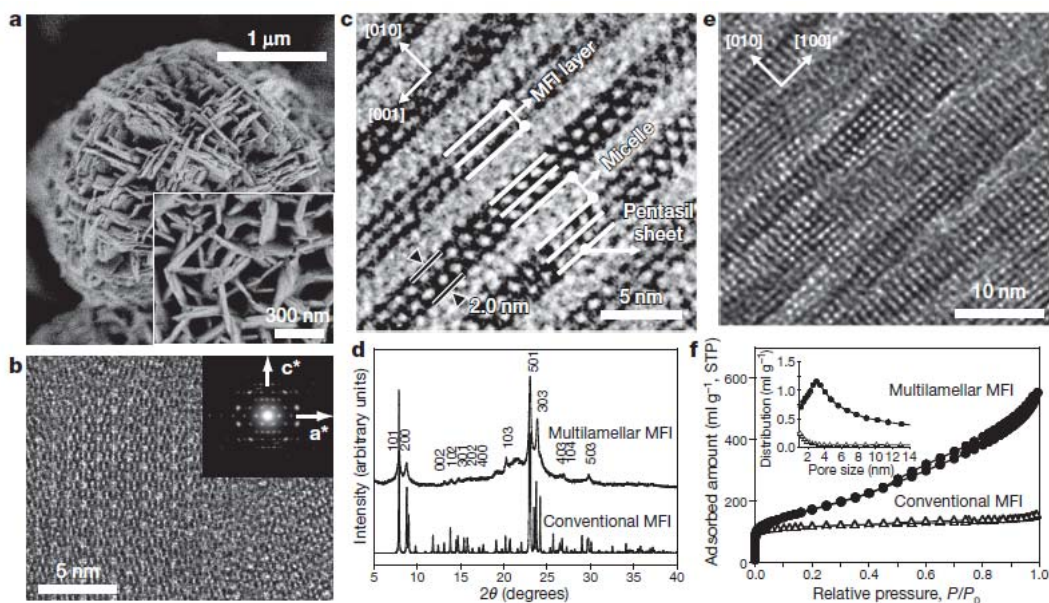 a
1 μm
300 nm
b
c*
a*
5 nm
c
[010]
[001]
MFI layer
Micelle
Pentasil
sheet
2.0 nm
5 nm
d
Intensity (arbitrary units)
101
200
002
102
301
202
400
103
501
303
403
104
503
Multilamellar MFI
Conventional MFI
5 10 15 20 25 30 35 40
2θ (degrees)
e
[010]
[100]
10 nm
f
Adsorbed amount (ml g⁻¹, STP)
600
400
200
0
Distribution (ml g⁻¹)
1.5
1.0
0.5
0
2 4 6 8 10 12 14
Pore size (nm)
Multilamellar MFI
Conventional MFI
0.0 0.2 0.4 0.6 0.8 1.0
Relative pressure, P/P₀